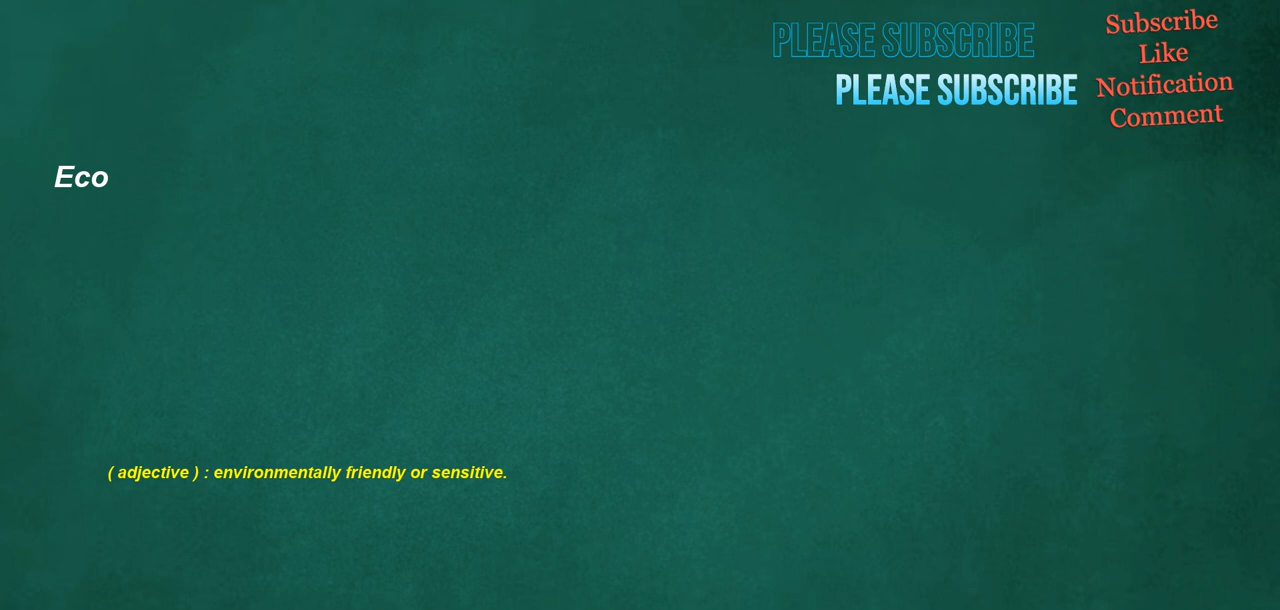 PLEASE SUBSCRIBE
PLEASE SUBSCRIBE
Subscribe
Like
Notification
Comment
Eco
( adjective ) : environmentally friendly or sensitive.